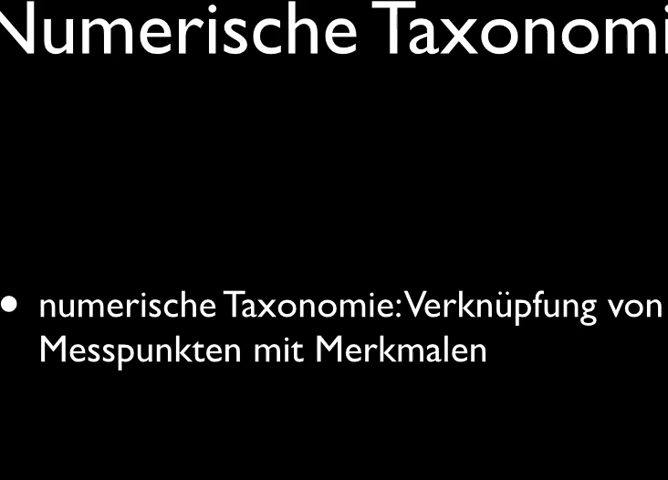 Numerische Taxonomi
• numerische Taxonomie: Verknüpfung von
Messpunkten mit Merkmalen